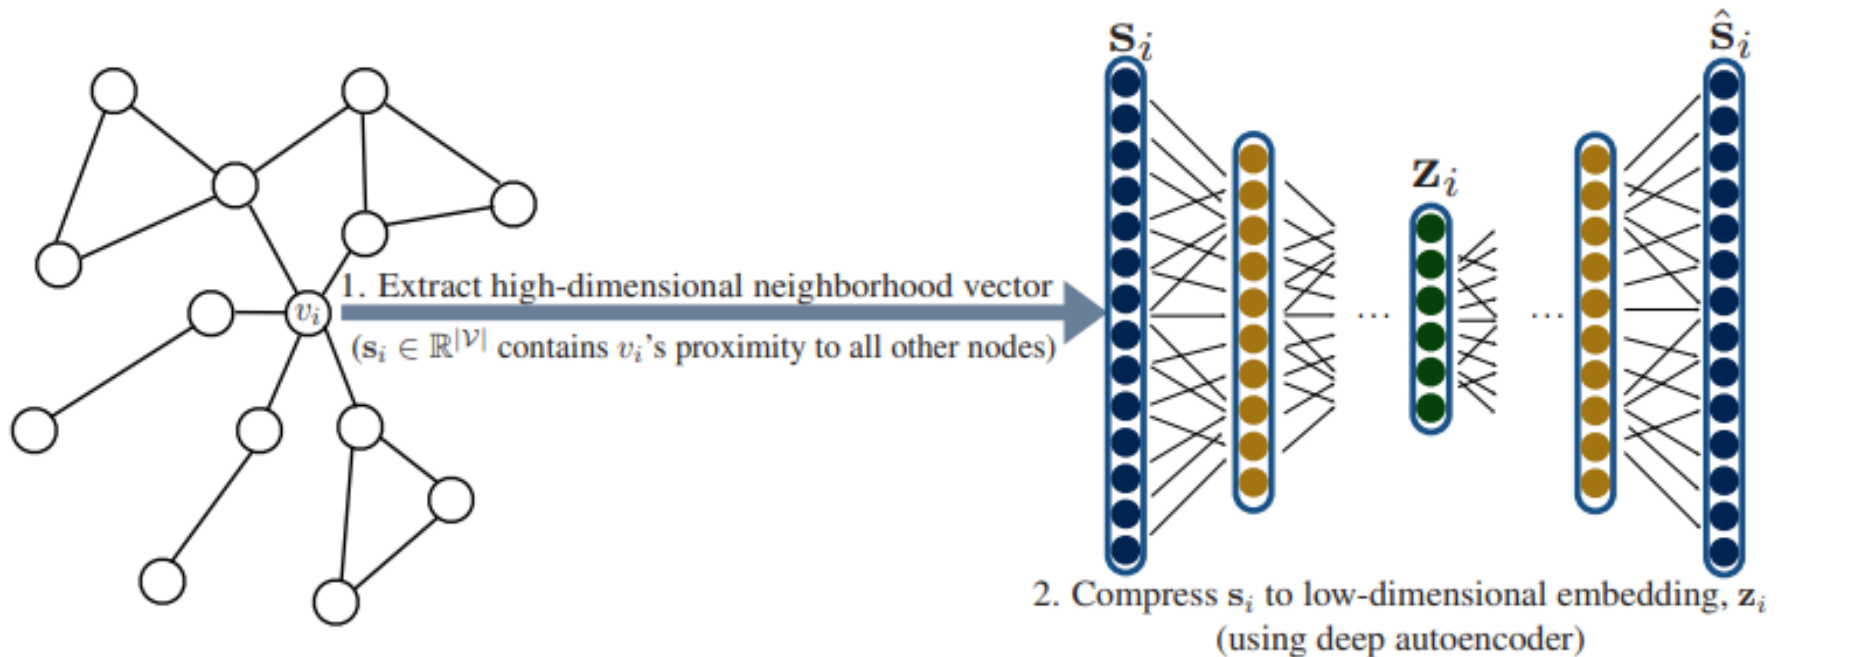 s_i
ŝ_i
z_i
v_i
1. Extract high-dimensional neighborhood vector
(s_i ∈ ℝ^|𝒱| contains v_i's proximity to all other nodes)
...
...
2. Compress s_i to low-dimensional embedding, z_i
(using deep autoencoder)